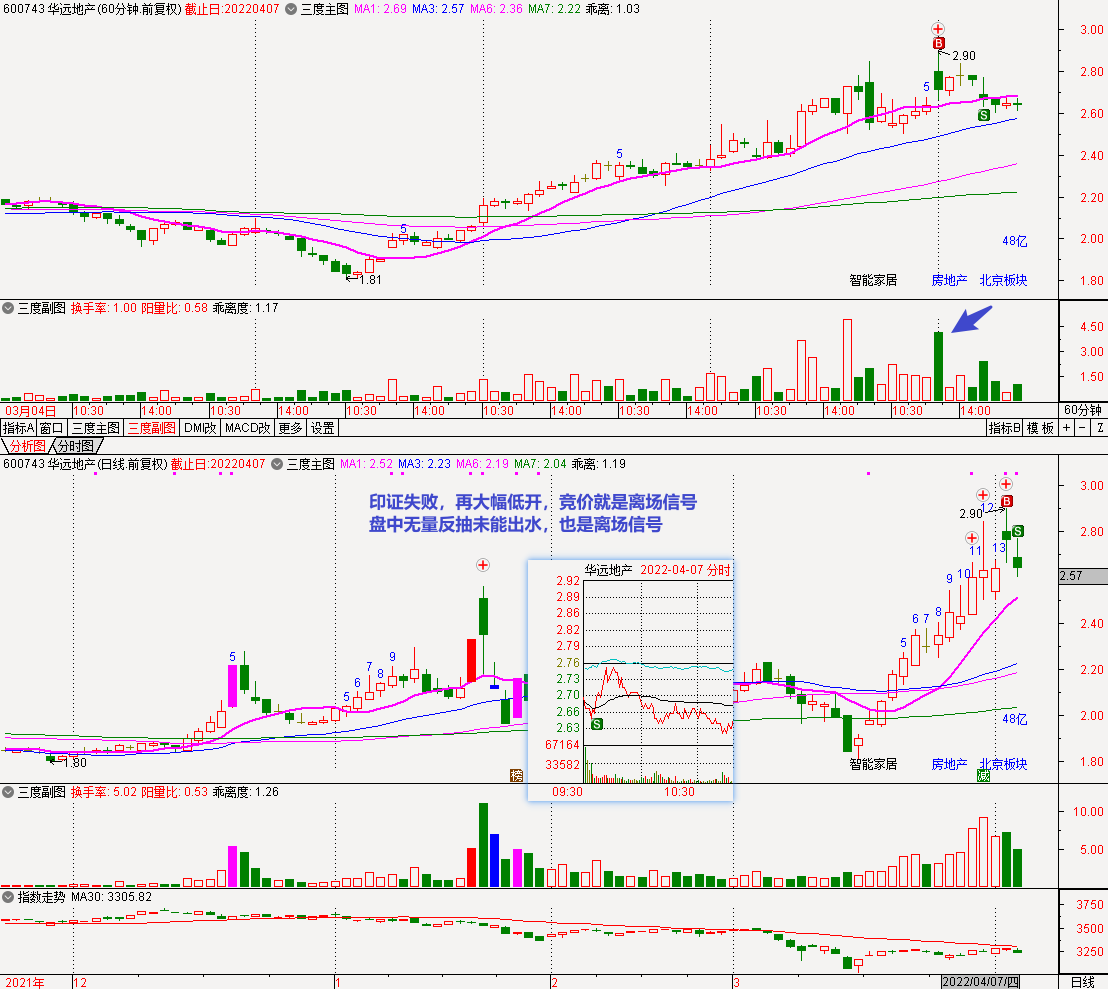 600743 华远地产(60分钟.前复权) 截止日:20220407 三度主图 MA1: 2.69 MA3: 2.57 MA6: 2.36 MA7: 2.22 乖离: 1.03
3.00
B
2.90
2.80
5
S
2.60
5
2.40
2.20
5
2.00
48亿
1.81
智能家居 房地产 北京板块
1.80
三度副图 换手率: 1.00 阳量比: 0.58 乖离度: 1.17
4.50
3.00
1.50
03月04日 10:30 14:00 10:30 14:00 10:30 14:00 10:30 14:00 10:30 14:00 10:30 14:00 10:30 14:00 60分钟
指标A 窗口 三度主图 三度副图 DMI改 MACD改 更多 设置 指标B 模板 + - Z
分析图 分时图
600743 华远地产(日线.前复权) 截止日:20220407 三度主图 MA1: 2.52 MA3: 2.23 MA6: 2.19 MA7: 2.04 乖离: 1.19
3.00
印证失败，再大幅低开，竞价就是离场信号
盘中无量反抽未能出水，也是离场信号
B
12
2.90
S
2.80
11
13
华远地产 2022-04-07 分时
2.92
2.89
2.86
2.82
2.79
2.76
2.73
2.70
2.66
2.63
67164
33582
09:30 10:30
S
2.57
9 10
8
6 7
5
2.40
2.20
5
9
7
8
6
5
2.00
48亿
1.80
榜
智能家居 房地产 北京板块
减
1.80
三度副图 换手率: 5.02 阳量比: 0.53 乖离度: 1.26
10.00
5.00
指数走势 MA30: 3305.82
3750
3500
3250
2021年 12 1 2 3 2022/04/07/四 日线